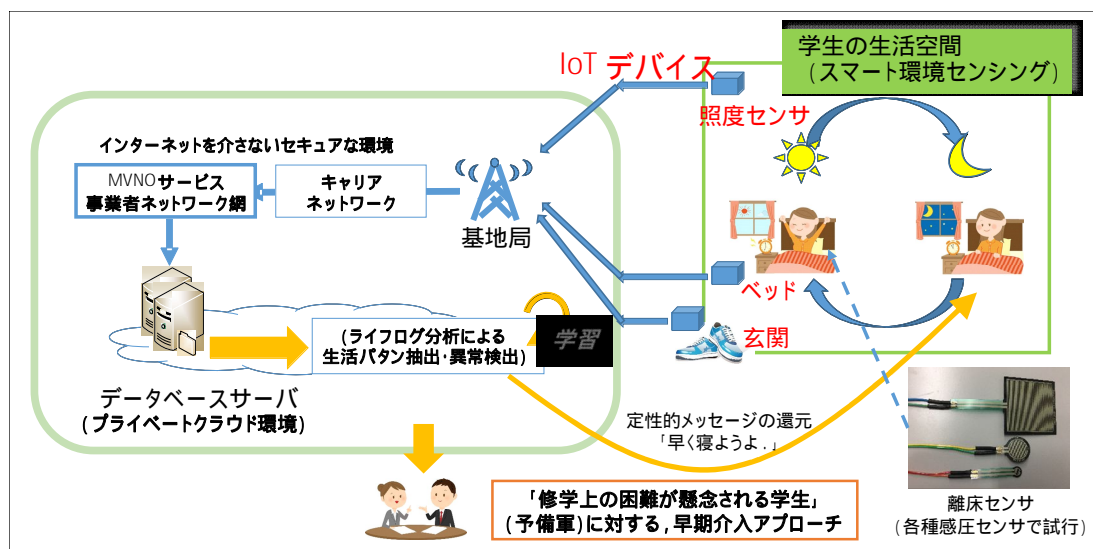 学生の生活空間
(スマート環境センシング)
IoT デバイス
照度センサ
インターネットを介さないセキュアな環境
MVNOサービス
事業者ネットワーク網
キャリア
ネットワーク
基地局
ベッド
玄関
(ライフログ分析による
生活パタン抽出・異常検出)
学習
データベースサーバ
(プライベートクラウド環境)
定性的メッセージの還元
「早く寝ようよ.」
「修学上の困難が懸念される学生」
(予備軍)に対する,早期介入アプローチ
離床センサ
(各種感圧センサで試行)